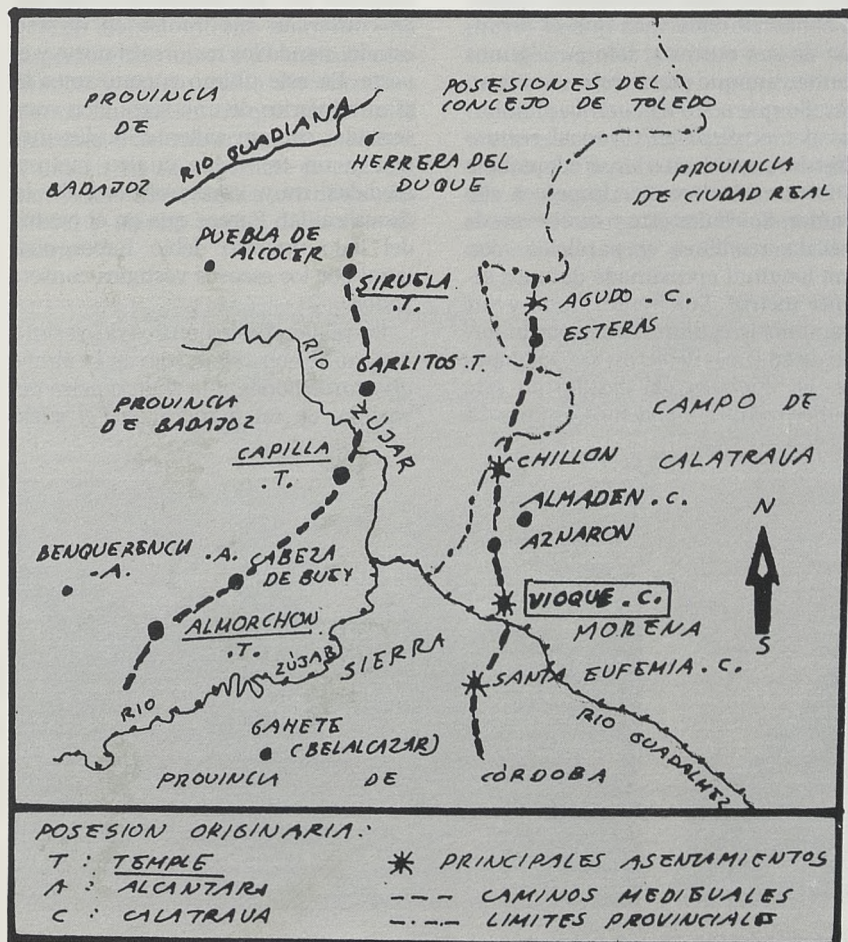 PROVINCIA
DE
BADAJOZ
RIO GUADIANA
POSESIONES DEL
CONCEJO DE TOLEDO
HERRERA DEL
DUQUE
PROVINCIA
DE CIUDAD REAL
PUEBLA DE
ALCOCER
SIRUELA
.T.
AGUDO . C.
ESTERAS
RIO ZUJAR
GARLITOS .T.
PROVINCIA
DE BADAJOZ
CAMPO DE
CALATRAVA
CAPILLA
.T.
CHILLON
ALMADEN . C.
AZNARON
N
S
BENQUERENCIA .A.
-A.
CABEZA
DE BUEY
VIOQUE . C.
ALMORCHON
.T.
MORENA
SIERRA
RIO ZÚJAR
SANTA EUFEMIA . C.
GAHETE
(BELALCAZAR)
RIO GUADALMEZ
PROVINCIA DE CÓRDOBA
POSESION ORIGINARIA:
T : TEMPLE
A : ALCANTARA
C : CALATRAVA
PRINCIPALES ASENTAMIENTOS
--- CAMINOS MEDIEVALES
-.-.- LIMITES PROVINCIALES